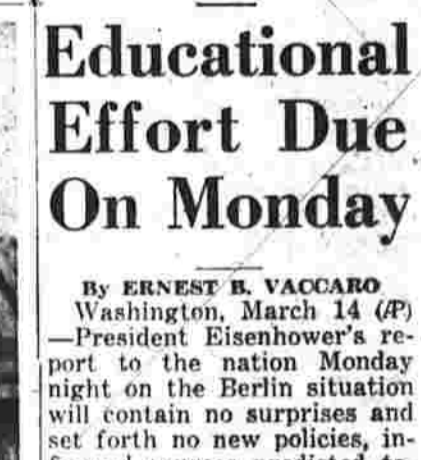 Educational
Effort Due
On Monday
By ERNEST B. VACCARO
Washington, March 14 (AP)
—President Eisenhower's re-
port to the nation Monday
night on the Berlin situation
will contain no surprises and
set forth no new policies, in-